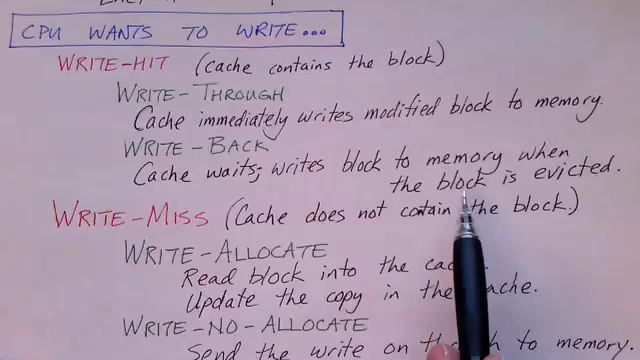 CPU WANTS TO WRITE...
WRITE-HIT (cache contains the block)
WRITE-THROUGH
Cache immediately writes modified block to memory.
WRITE-BACK
Cache waits; writes block to memory when
the block is evicted.
WRITE-MISS (Cache does not contain the block.)
WRITE-ALLOCATE
Read block into the
Update the copy in the
WRITE-NO-ALLOCATE
Send the write on to memory.